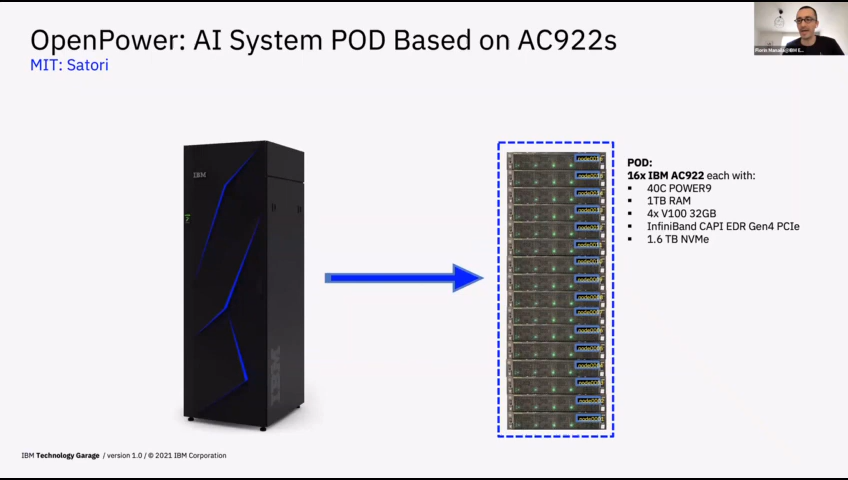 OpenPower: AI System POD Based on AC922s
MIT: Satori
IBM
IBM
POD:
16x IBM AC922 each with:
▪ 40C POWER9
▪ 1TB RAM
▪ 4x V100 32GB
▪ InfiniBand CAPI EDR Gen4 PCIe
▪ 1.6 TB NVMe
IBM Technology Garage / version 1.0 / © 2021 IBM Corporation